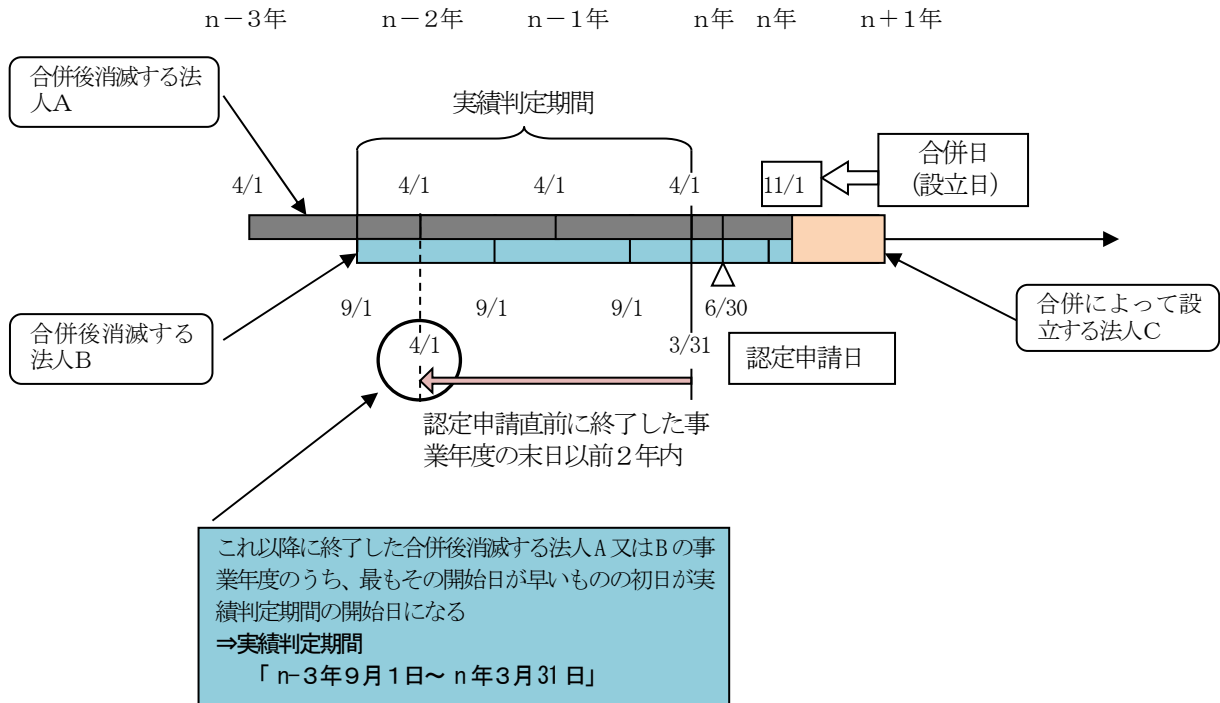 n－3年 n－2年 n－1年 n年 n年 n＋1年
合併後消滅する法
人A
実績判定期間
合併日
(設立日)
4/1 4/1 4/1 4/1 11/1
9/1 9/1 9/1 6/30
合併後消滅する
法人B
合併によって設
立する法人C
4/1 3/31
認定申請日
認定申請直前に終了した事
業年度の末日以前２年内
これ以降に終了した合併後消滅する法人A又はBの事
業年度のうち、最もその開始日が早いものの初日が実
績判定期間の開始日になる
⇒実績判定期間
「 n-３年９月１日～ n 年３月 31 日」